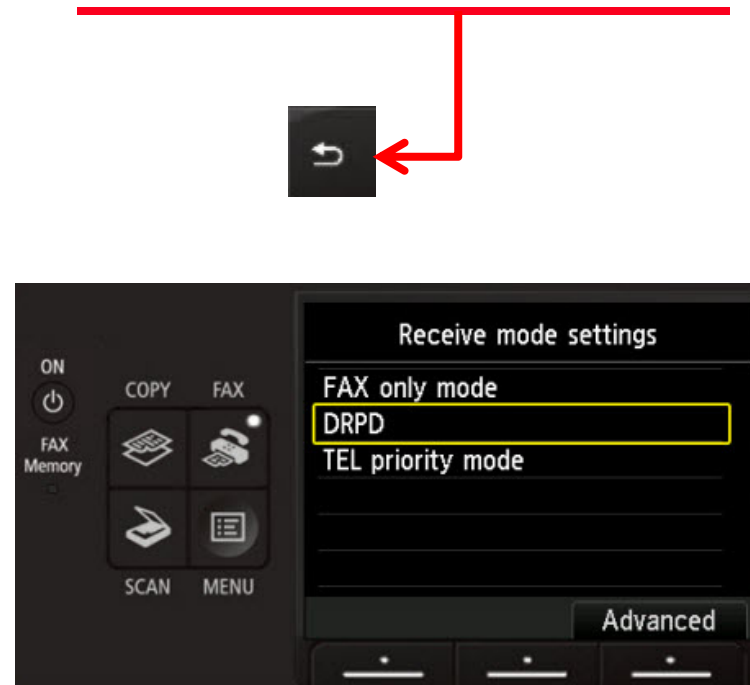 Receive mode settings
ON
COPY FAX
FAX only mode
DRPD
FAX
Memory
TEL priority mode
SCAN MENU
Advanced